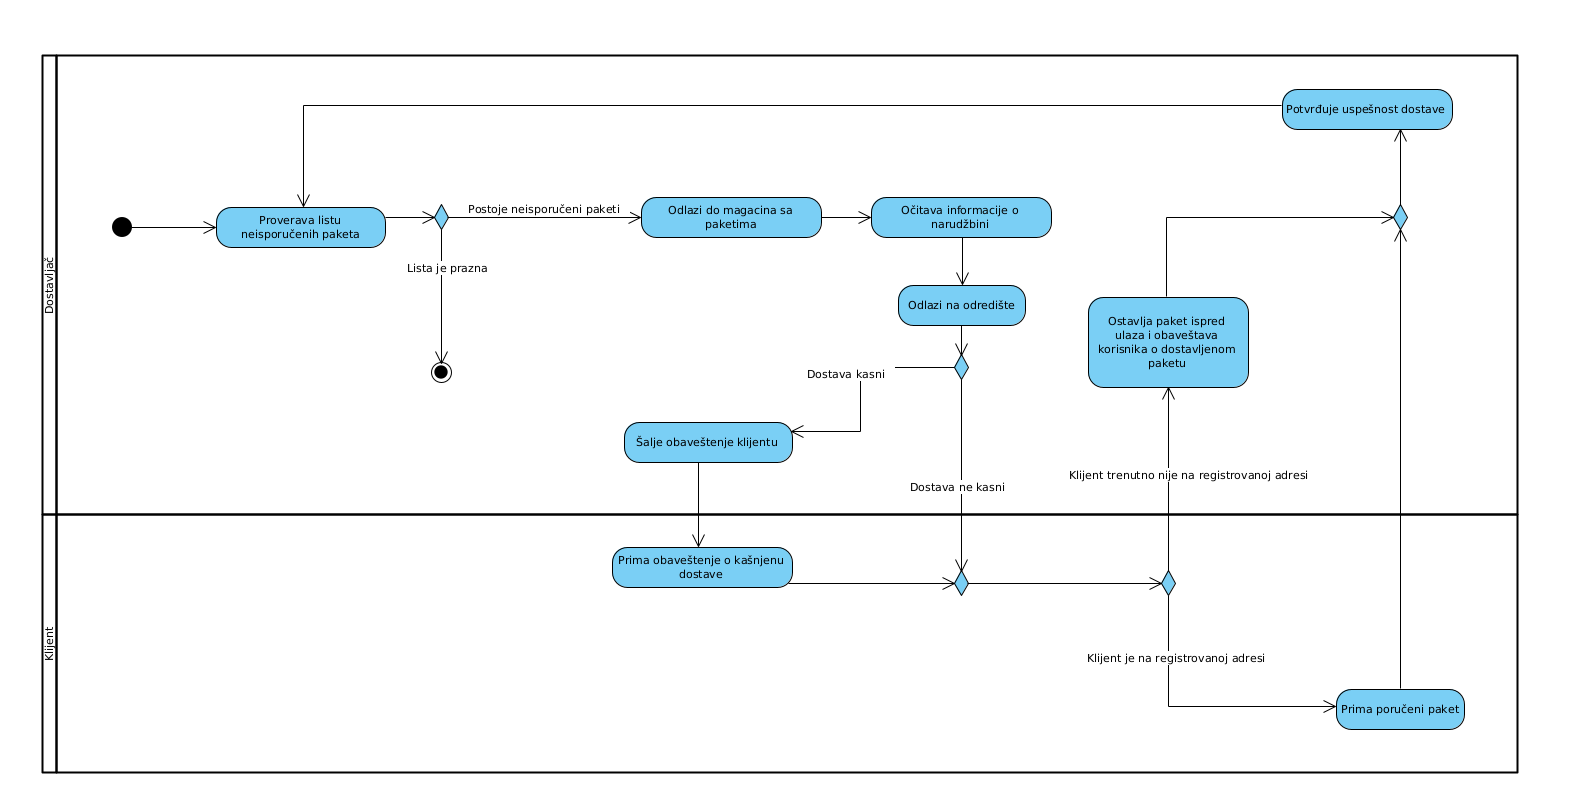 Dostavljač
Potvrđuje uspešnost dostave
Proverava listu
neisporučenih paketa
Postoje neisporučeni paketi
Odlazi do magacina sa
paketima
Očitava informacije o
narudžbini
Lista je prazna
Odlazi na odredište
Ostavlja paket ispred
ulaza i obaveštava
korisnika o dostavljenom
paketu
Dostava kasni
Šalje obaveštenje klijentu
Dostava ne kasni
Klijent trenutno nije na registrovanoj adresi
Klijent
Prima obaveštenje o kašnjenu
dostave
Klijent je na registrovanoj adresi
Prima poručeni paket